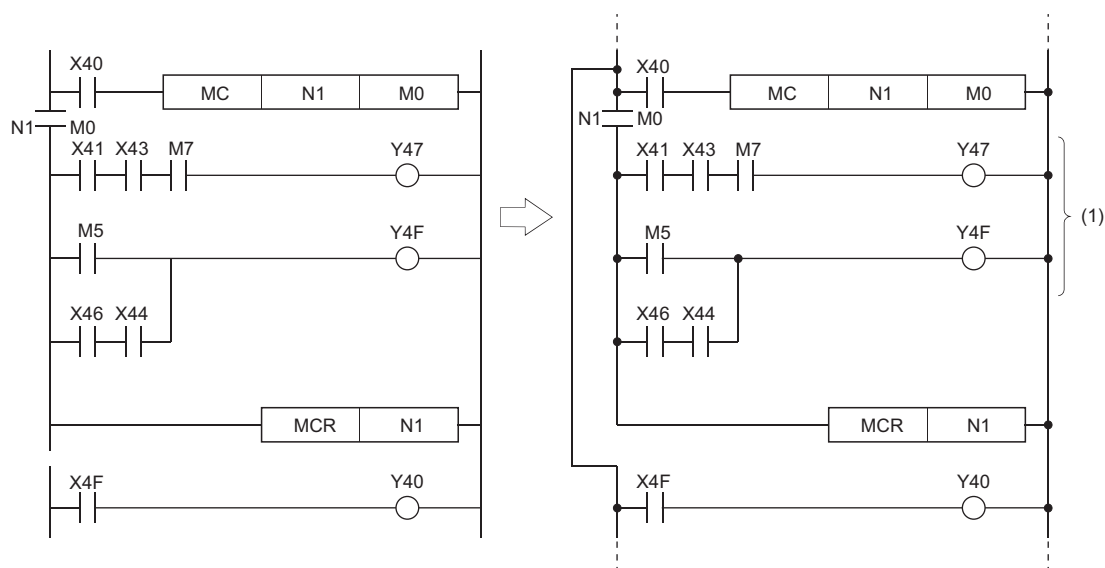 X40
MC N1 M0
N1 M0
X41 X43 M7 Y47
M5 Y4F
X46 X44
MCR N1
X4F Y40
X40
MC N1 M0
N1 M0
X41 X43 M7 Y47
(1)
M5 Y4F
X46 X44
MCR N1
X4F Y40